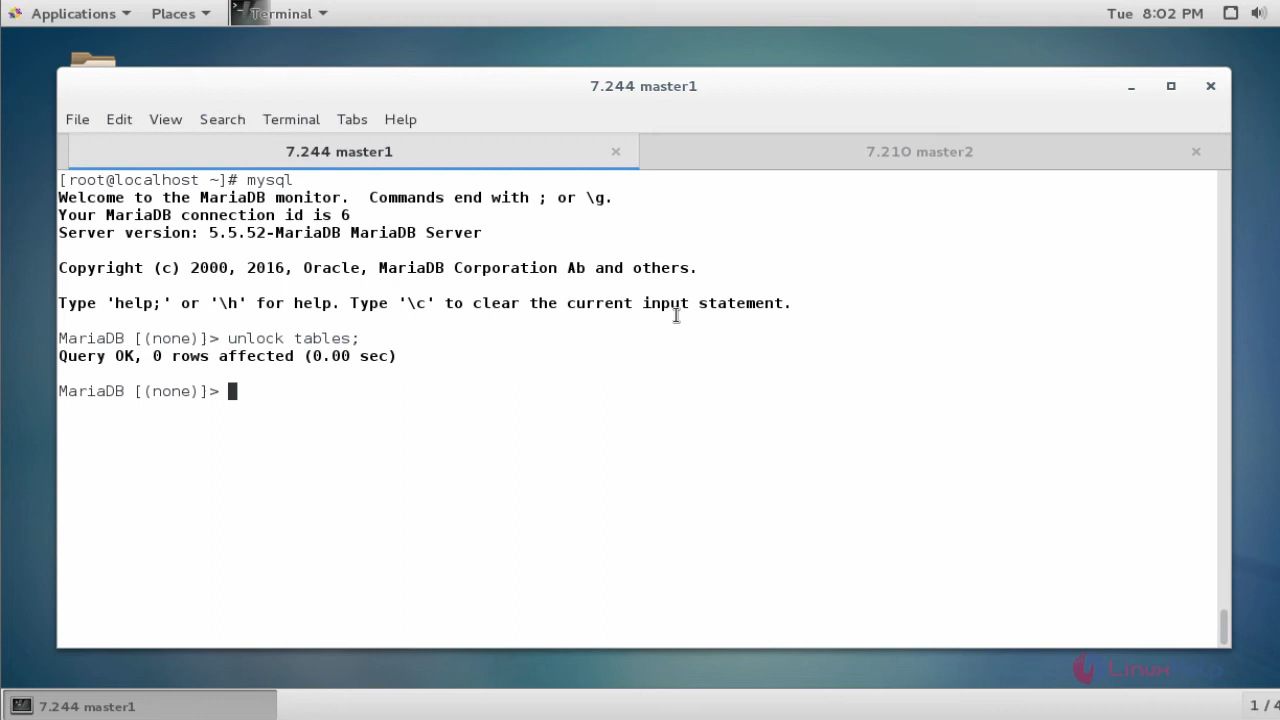 Applications Places Terminal Tue 8:02 PM
7.244 master1
File Edit View Search Terminal Tabs Help
7.244 master1 7.210 master2
[root@localhost ~]# mysql
Welcome to the MariaDB monitor.  Commands end with ; or \g.
Your MariaDB connection id is 6
Server version: 5.5.52-MariaDB MariaDB Server
Copyright (c) 2000, 2016, Oracle, MariaDB Corporation Ab and others.
Type 'help;' or '\h' for help. Type '\c' to clear the current input statement.
MariaDB [(none)]> unlock tables;
Query OK, 0 rows affected (0.00 sec)
MariaDB [(none)]>
LinuxHelp
7.244 master1 1 / 4